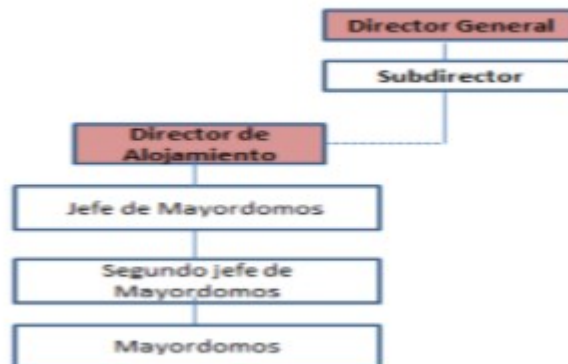 Director General
Subdirector
Director de
Alojamiento
Jefe de Mayordomos
Segundo jefe de
Mayordomos
Mayordomos